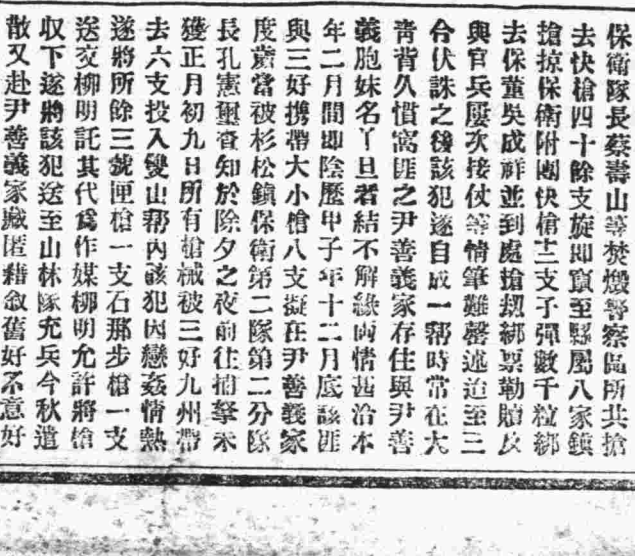 保衛隊長蔡壽山等焚燬警察區所共搶
去快槍四十餘支旋即竄至縣屬八家鎮
搶掠保衛附團快槍十二支子彈數千粒綁
去保董吳成祥並到處搶刼綁票勒贖及
與官兵屢次接仗等情筆難罄述迨至二
合伏誅之後該犯遂自成一帮時常在大
青背久慣窩匪之尹善義家存住與尹善
義胞妹名丫旦者結不解緣両情甚洽本
年二月間即陰歷甲子年十二月底該匪
與三好携帶大小槍八支擬在尹善義家
度歲當被杉松鎮保衛第二隊第二分隊
長孔憲璽查知於除夕之夜前往捕拏未
獲正月初九日所有槍械被三好九州帶
去六支投入雙山帮內該犯因戀姦情熱
遂將所餘三號匣槍一支石那步槍一支
送交柳明託其代爲作媒柳明允許將槍
収下遂將該犯送至山林隊充兵今秋遣
散又赴尹善義家藏匿藉叙舊好不意好